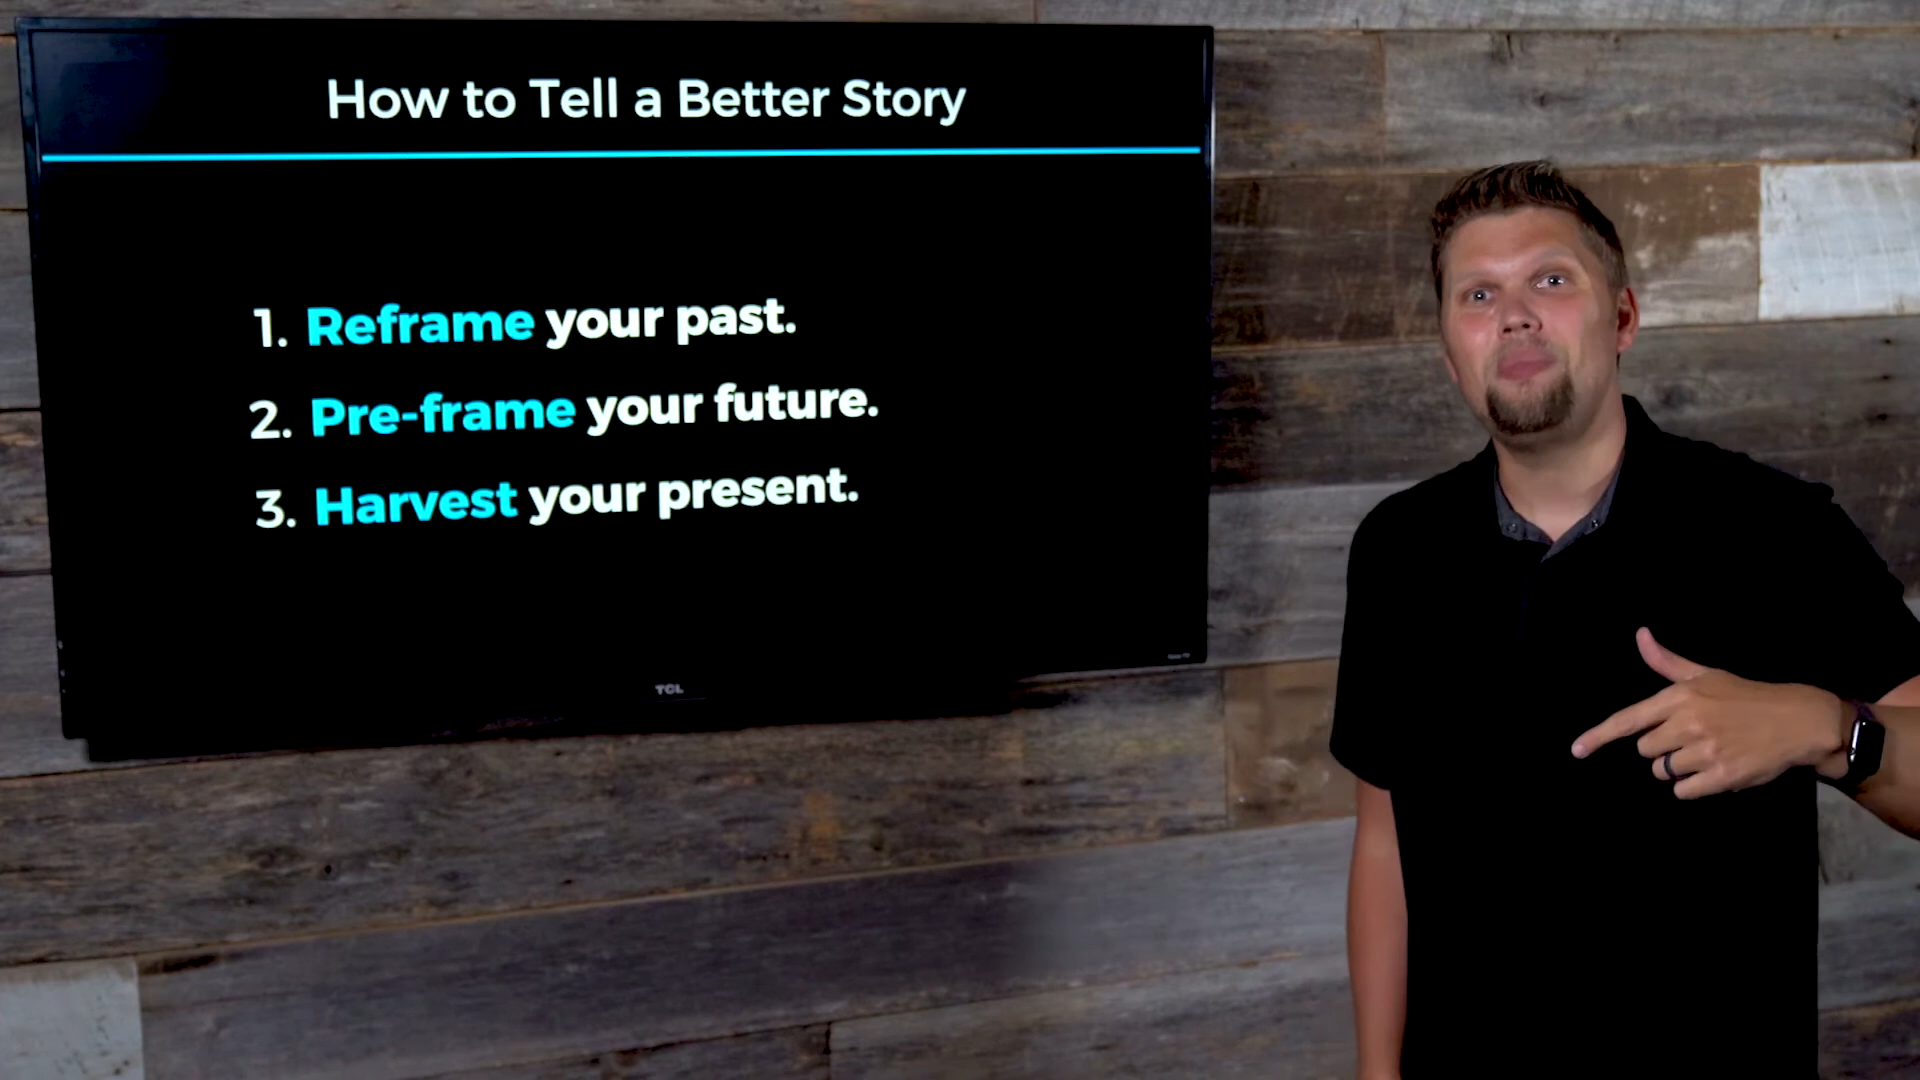 How to Tell a Better Story
1. Reframe your past.
2. Pre-frame your future.
3. Harvest your present.
TCL